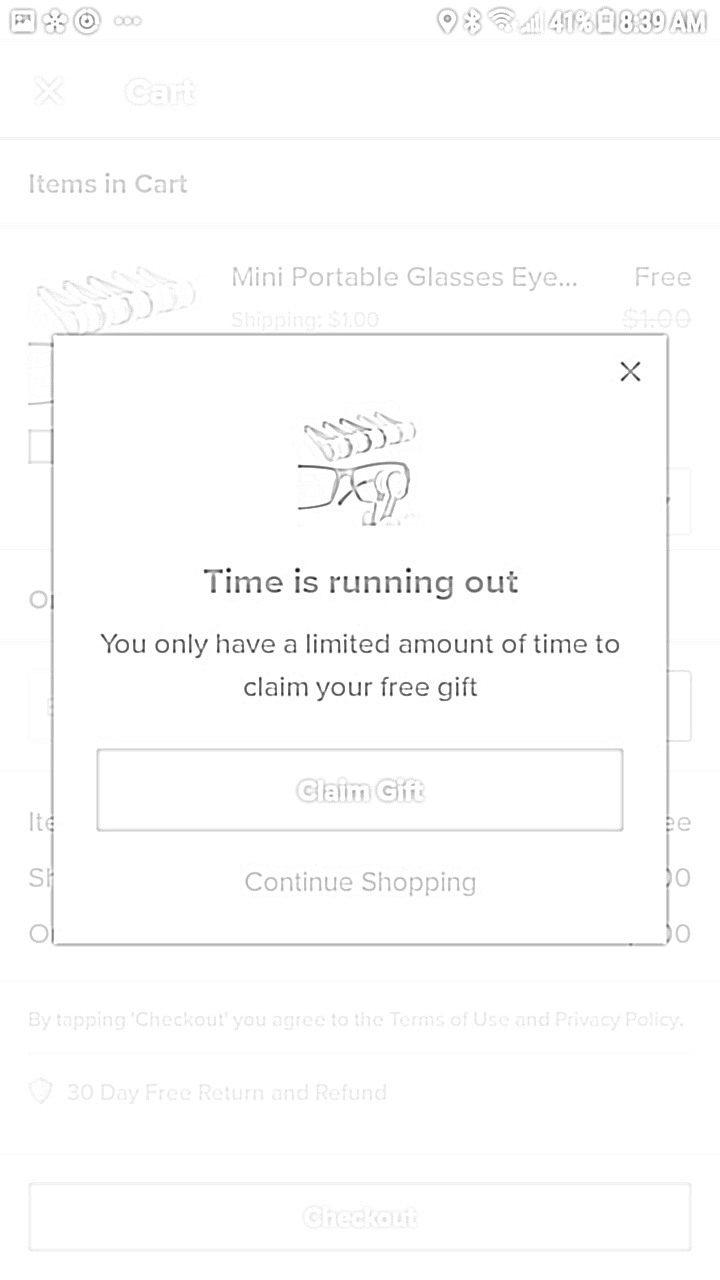 41% 8:39 AM
Cart
Items in Cart
Mini Portable Glasses Eye... Free
Shipping: $1.00 $1.00
Time is running out
You only have a limited amount of time to
claim your free gift
Claim Gift
Continue Shopping
By tapping 'Checkout' you agree to the Terms of Use and Privacy Policy.
30 Day Free Return and Refund
Checkout